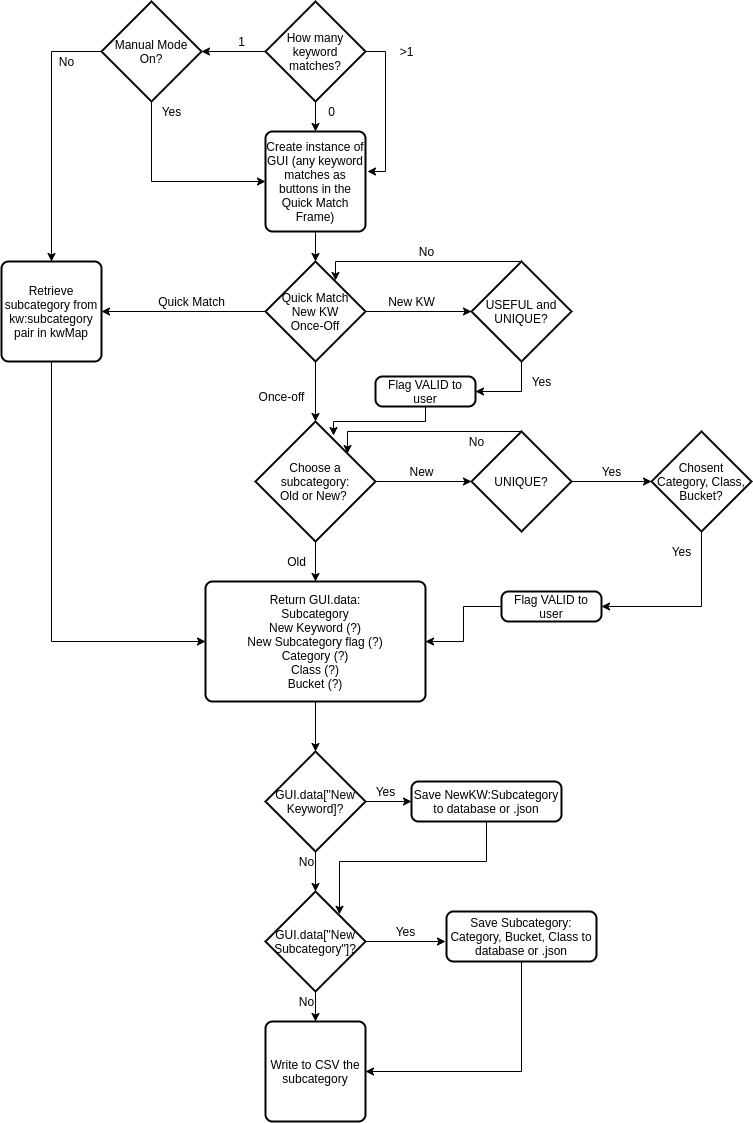 Manual Mode
On?
1
How many
keyword
matches?
>1
No
Yes
0
Create instance of
GUI (any keyword
matches as
buttons in the
Quick Match
Frame)
No
Retrieve
subcategory from
kw:subcategory
pair in kwMap
Quick Match
Quick Match
New KW
Once-Off
New KW
USEFUL and
UNIQUE?
Once-off
Flag VALID to
user
Yes
No
Choose a
subcategory:
Old or New?
New
UNIQUE?
Yes
Chosent
Category, Class,
Bucket?
Old
Yes
Return GUI.data:
Subcategory
New Keyword (?)
New Subcategory flag (?)
Category (?)
Class (?)
Bucket (?)
Flag VALID to
user
GUI.data["New
Keyword]?
Yes
Save NewKW:Subcategory
to database or .json
No
GUI.data["New
Subcategory"]?
Yes
Save Subcategory:
Category, Bucket, Class to
database or .json
No
Write to CSV the
subcategory